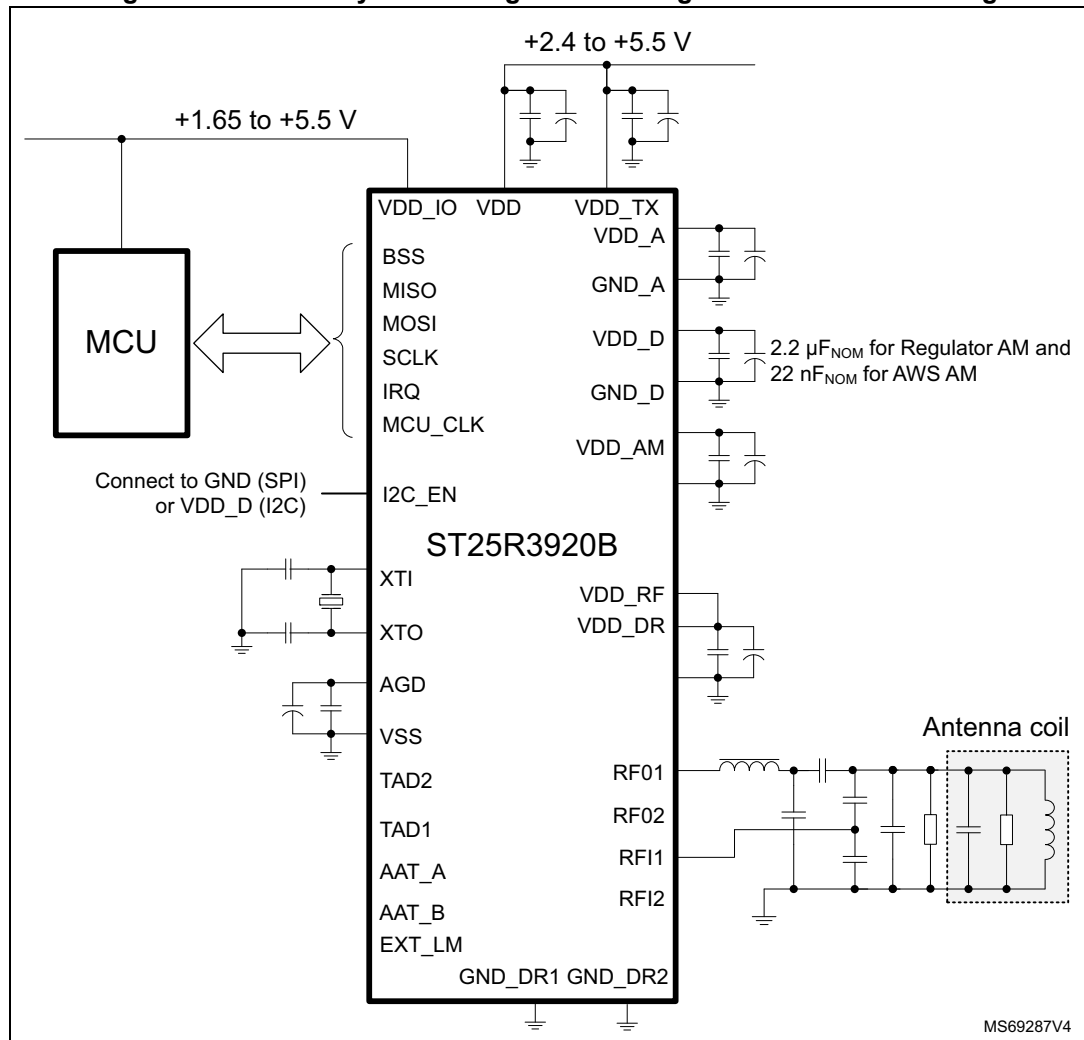 +2.4 to +5.5 V
+1.65 to +5.5 V
VDD_IO VDD VDD_TX
VDD_A
BSS
GND_A
MISO
MOSI
MCU
VDD_D
SCLK
2.2 µFNOM for Regulator AM and
22 nFNOM for AWS AM
IRQ
GND_D
MCU_CLK
VDD_AM
Connect to GND (SPI)
or VDD_D (I2C)
I2C_EN
ST25R3920B
XTI
VDD_RF
XTO
VDD_DR
AGD
VSS
Antenna coil
TAD2
RF01
RF02
TAD1
RFI1
AAT_A
RFI2
AAT_B
EXT_LM
GND_DR1 GND_DR2
MS69287V4